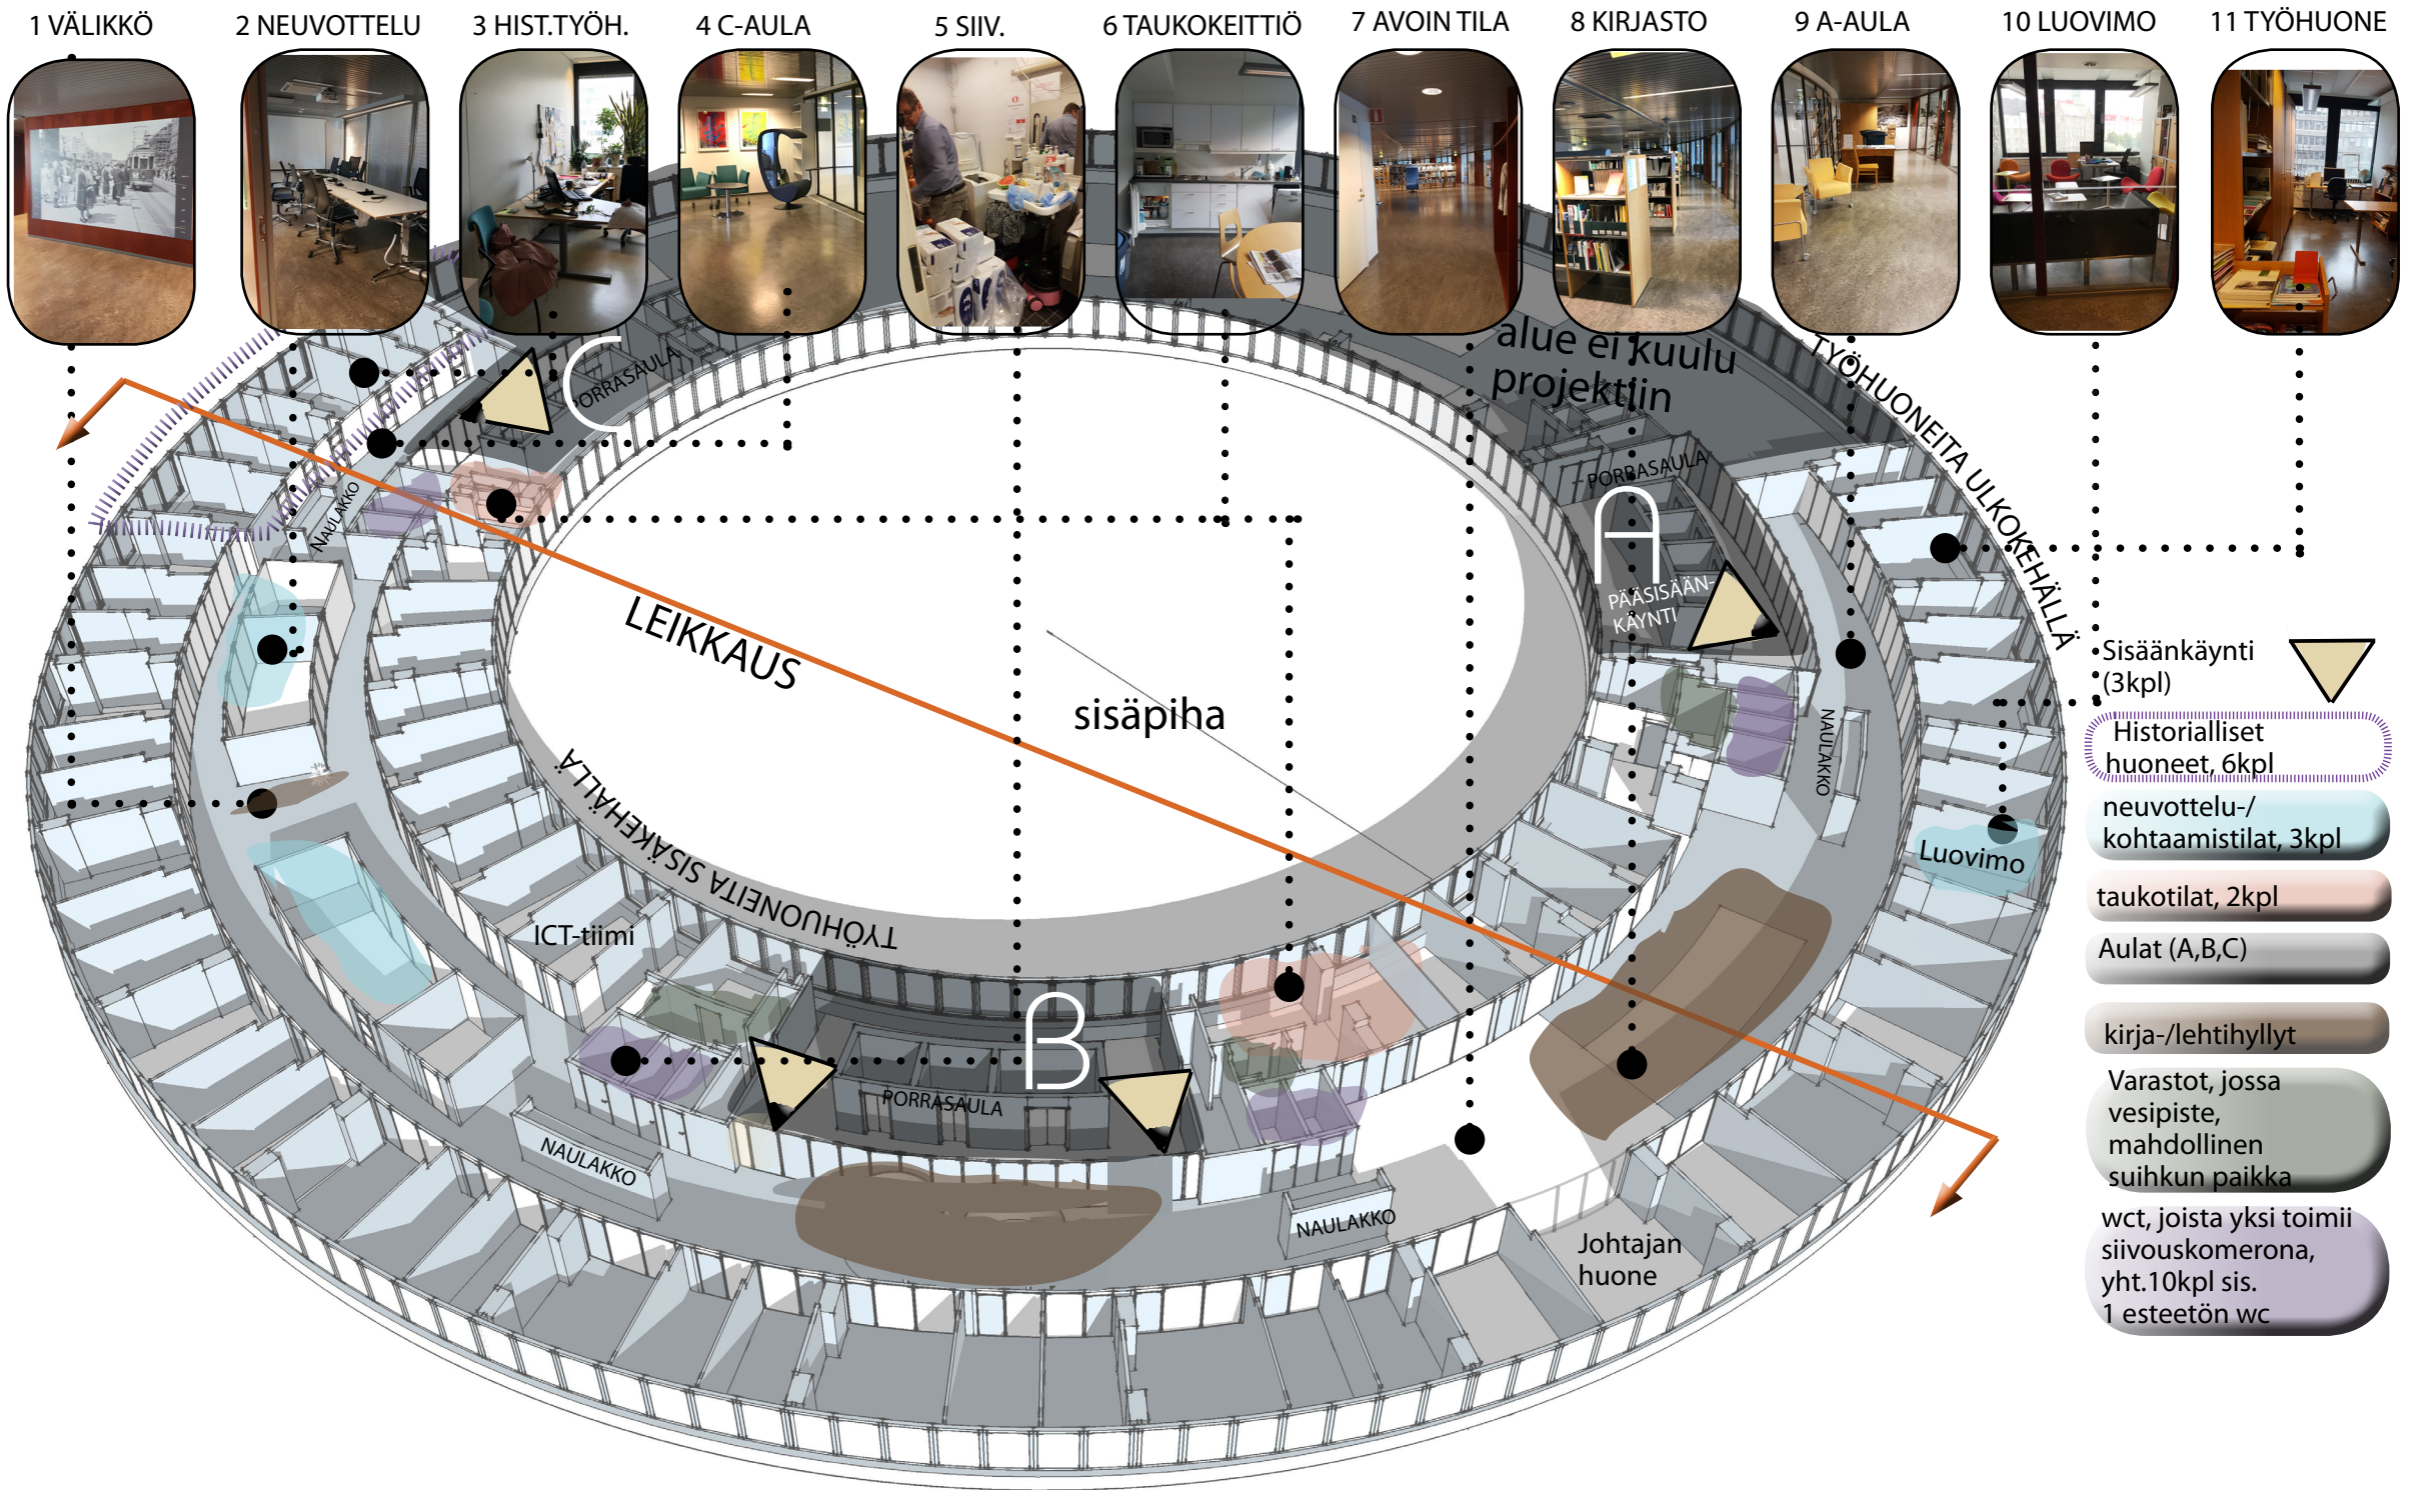 1 VÄLIKKÖ
2 NEUVOTTELU
3 HIST.TYÖH.
4 C-AULA
5 SIIV.
6 TAUKOKEITTIÖ
7 AVOIN TILA
8 KIRJASTO
9 A-AULA
10 LUOVIMO
11 TYÖHUONE
alue ei kuulu
projektiin
TYÖHUONEITA ULKOKEHÄLLÄ
C
PORRASAULA
NAULAKKO
PORRASAULA
A
PÄÄSISÄÄN-
KÄYNTI
NAULAKKO
LEIKKAUS
sisäpiha
TYÖHUONEITA SISÄKEHÄLLÄ
Luovimo
ICT-tiimi
B
PORRASAULA
NAULAKKO
NAULAKKO
Johtajan
huone
Sisäänkäynti
(3kpl)
Historialliset
huoneet, 6kpl
neuvottelu-/
kohtaamistilat, 3kpl
taukotilat, 2kpl
Aulat (A,B,C)
kirja-/lehtihyllyt
Varastot, jossa
vesipiste,
mahdollinen
suihkun paikka
wct, joista yksi toimii
siivouskomerona,
yht.10kpl sis.
1 esteetön wc